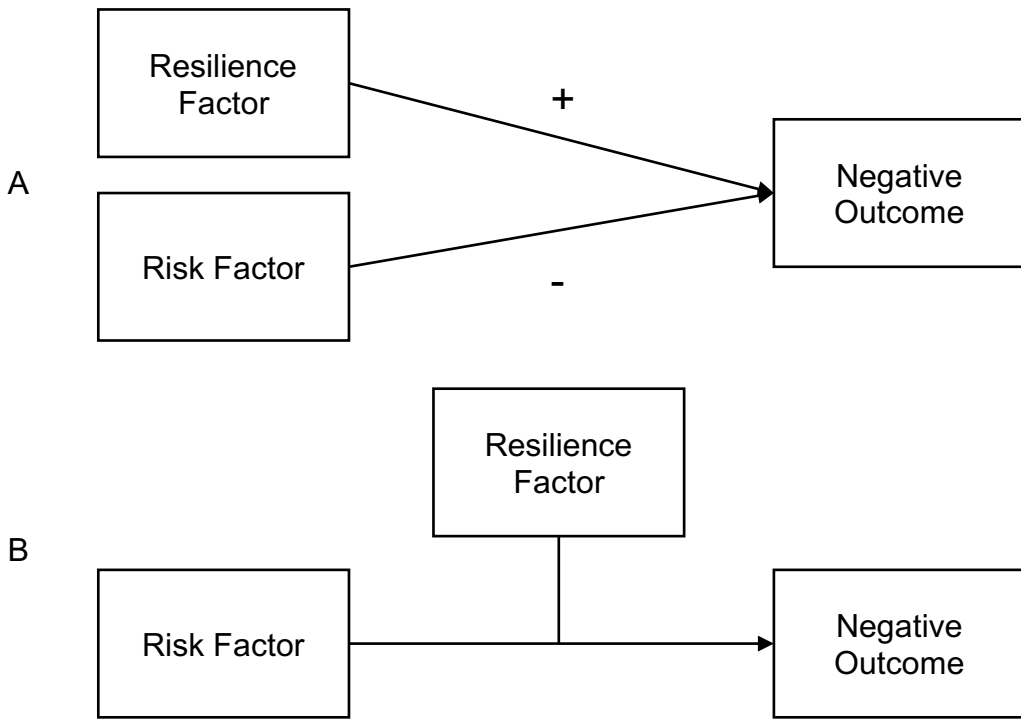 A
Resilience
Factor
+
Risk Factor
-
Negative
Outcome
B
Resilience
Factor
Risk Factor
Negative
Outcome